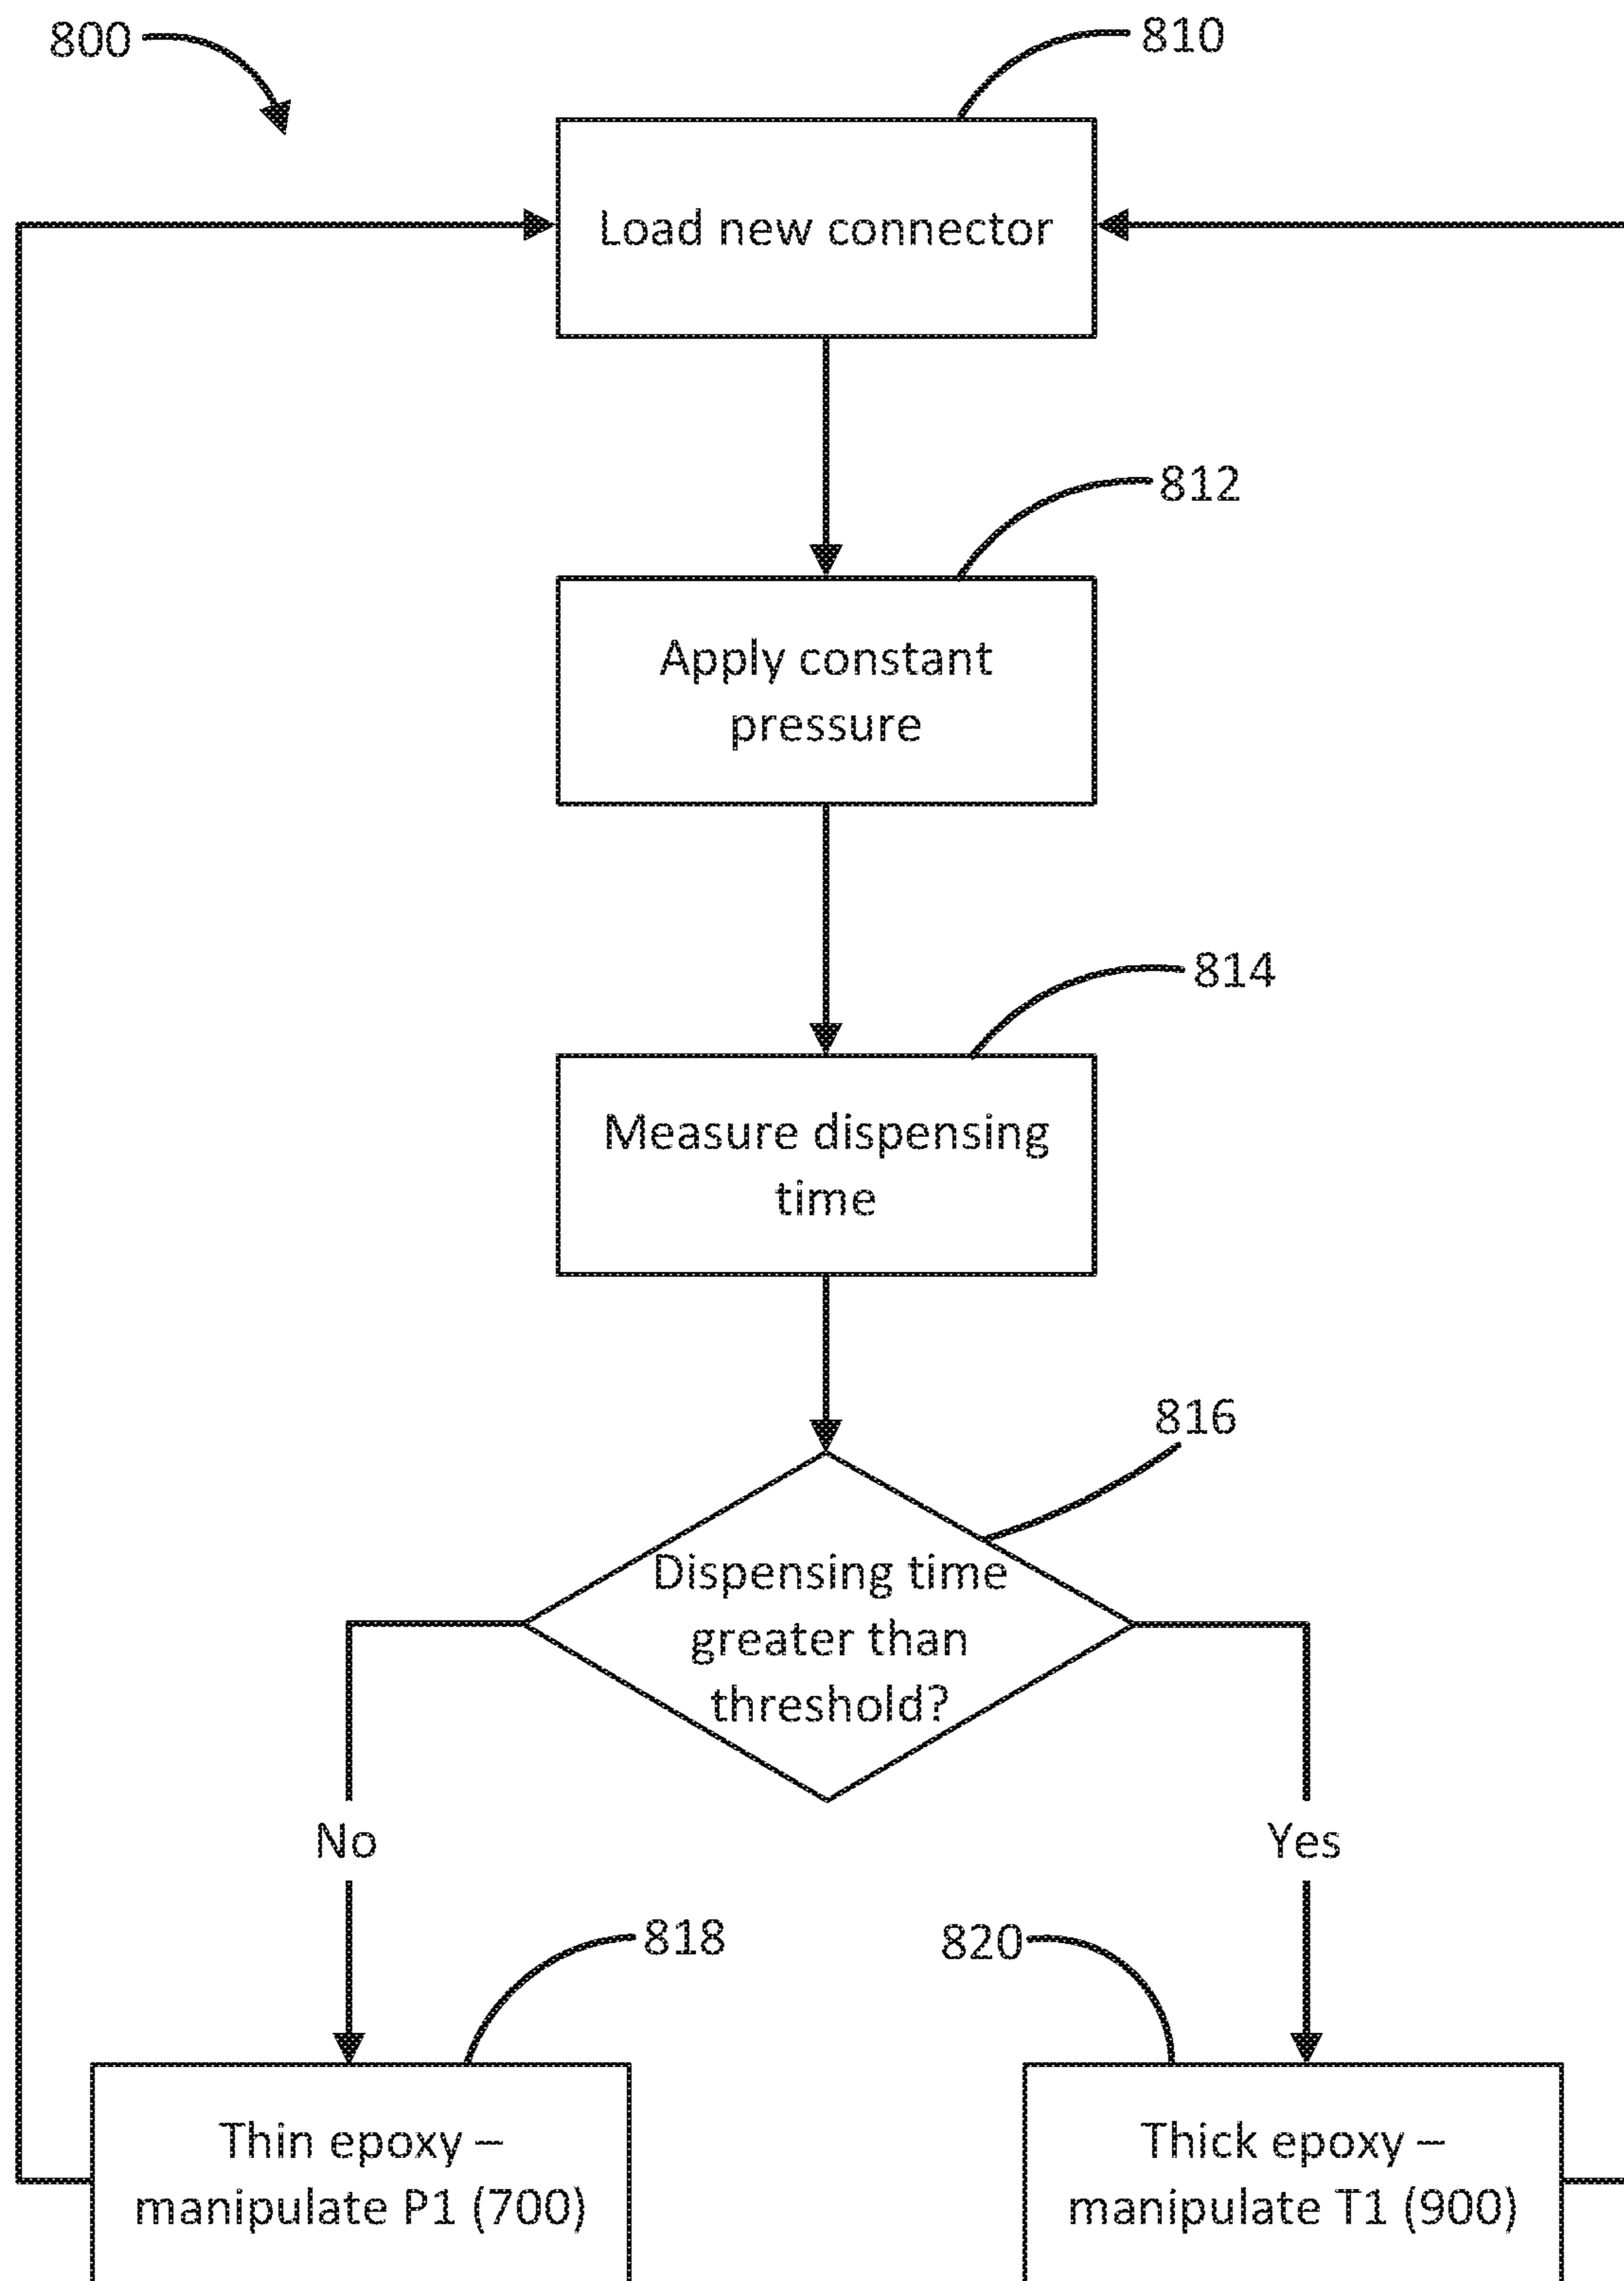 800
810
Load new connector
812
Apply constant
pressure
814
Measure dispensing
time
816
Dispensing time
greater than
threshold?
No
Yes
818
820
Thin epoxy –
manipulate P1 (700)
Thick epoxy –
manipulate T1 (900)